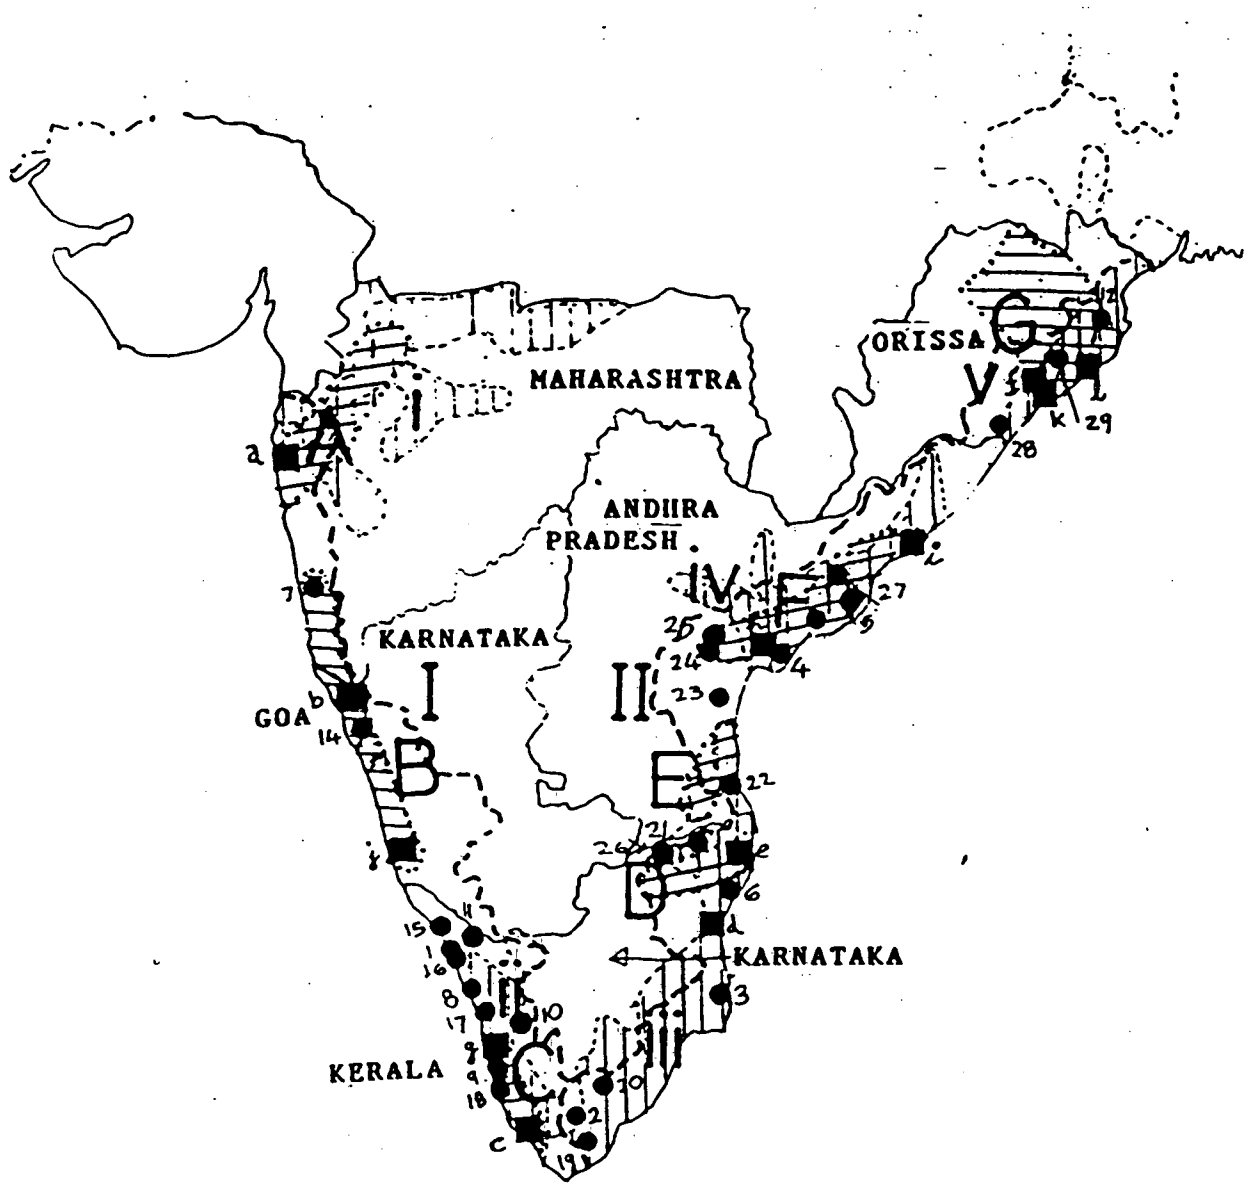 ORISSA
G
12
V
f
l
k
29
28
MAHARASHTRA
i
A
a
ANDHRA
PRADESH
i
IV
F
27
5
7
25
24
4
KARNATAKA
I
II
23
b
GOA
14
B
E
22
21
26
e
j
D
6
d
11
15
1
16
KARNATAKA
8
II
3
17
10
g
C
III
KERALA
9
18
20
2
c
19